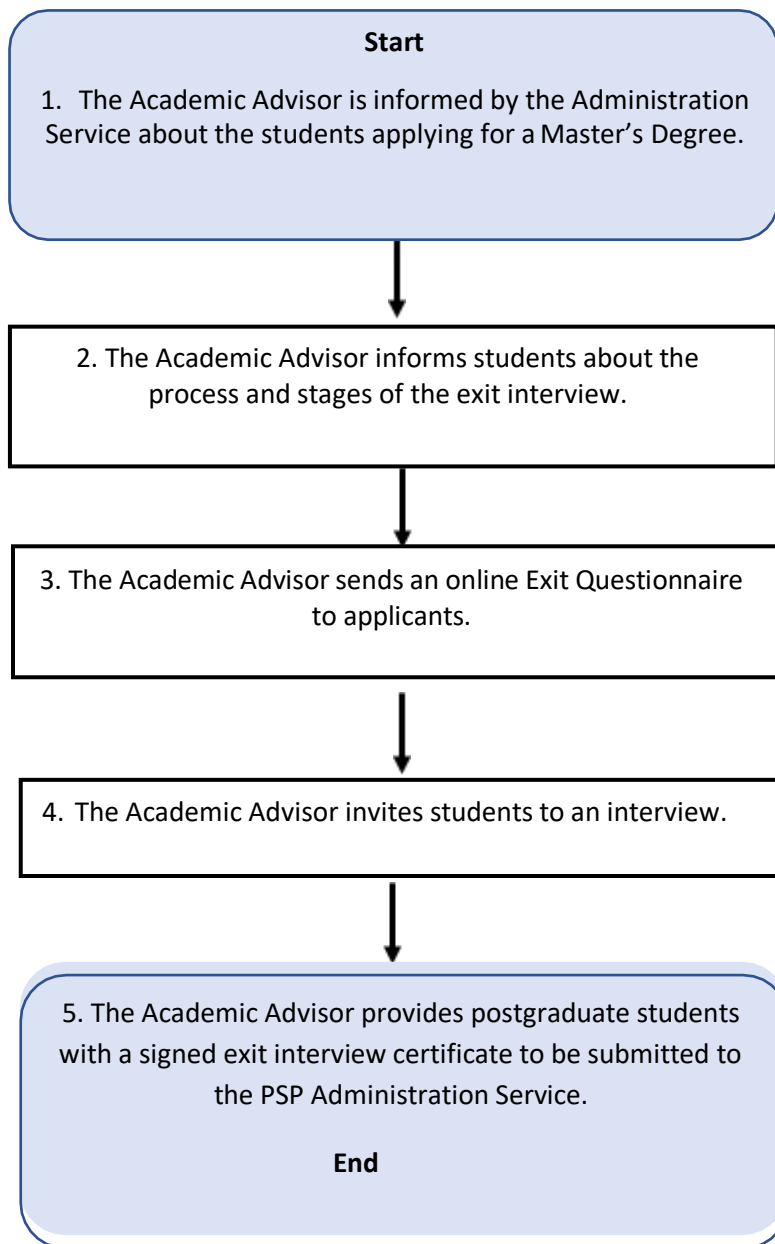 Start
1. The Academic Advisor is informed by the Administration
Service about the students applying for a Master’s Degree.
2. The Academic Advisor informs students about the
process and stages of the exit interview.
3. The Academic Advisor sends an online Exit Questionnaire
to applicants.
4. The Academic Advisor invites students to an interview.
5. The Academic Advisor provides postgraduate students
with a signed exit interview certificate to be submitted to
the PSP Administration Service.
End